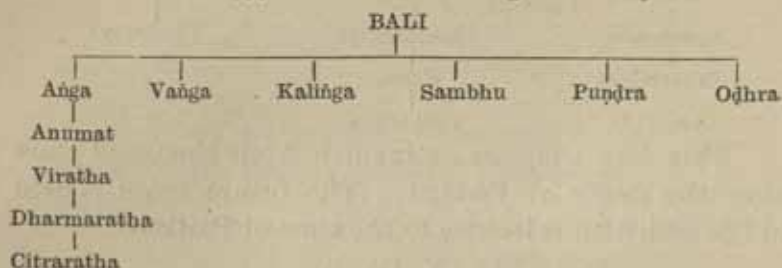 BALI
Aṅga Vaṅga Kaliṅga Sambhu Puṇḍra Oḍhra
Anumat
Viratha
Dharmaratha
Citraratha